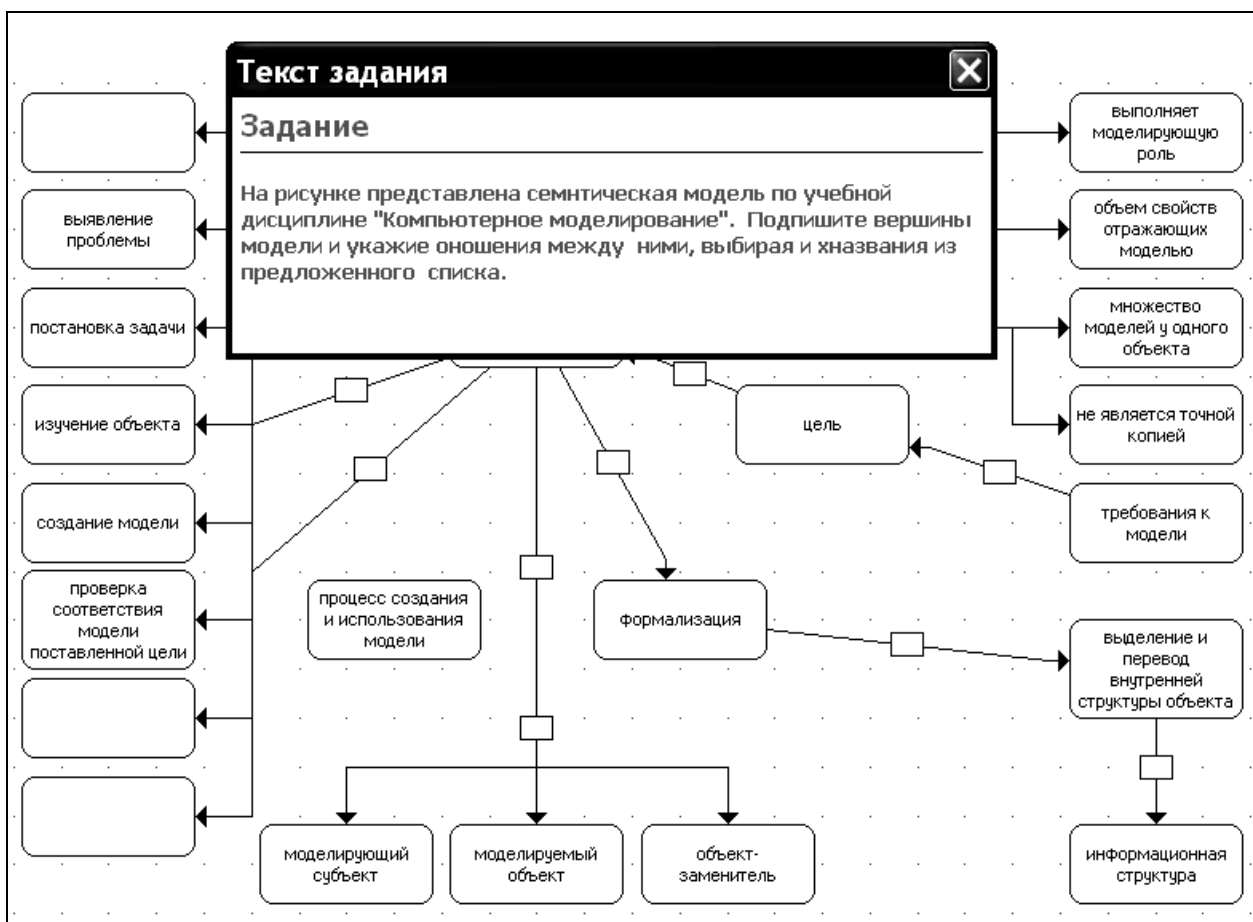 Текст задания
Задание
На рисунке представлена семнтическая модель по учебной
дисциплине "Компьютерное моделирование". Подпишите вершины
модели и укажие оношения между ними, выбирая и хназвания из
предложенного списка.
выполняет
моделирующую
роль
выявление
проблемы
объем свойств
отражающих
моделью
постановка задачи
множество
моделей у одного
объекта
изучение объекта
цель
не является точной
копией
создание модели
требования к
модели
проверка
соответствия
модели
поставленной цели
процесс создания
и использования
модели
формализация
выделение и
перевод
внутренней
структуры объекта
моделирующий
субъект
моделируемый
объект
объект-
заменитель
информационная
структура